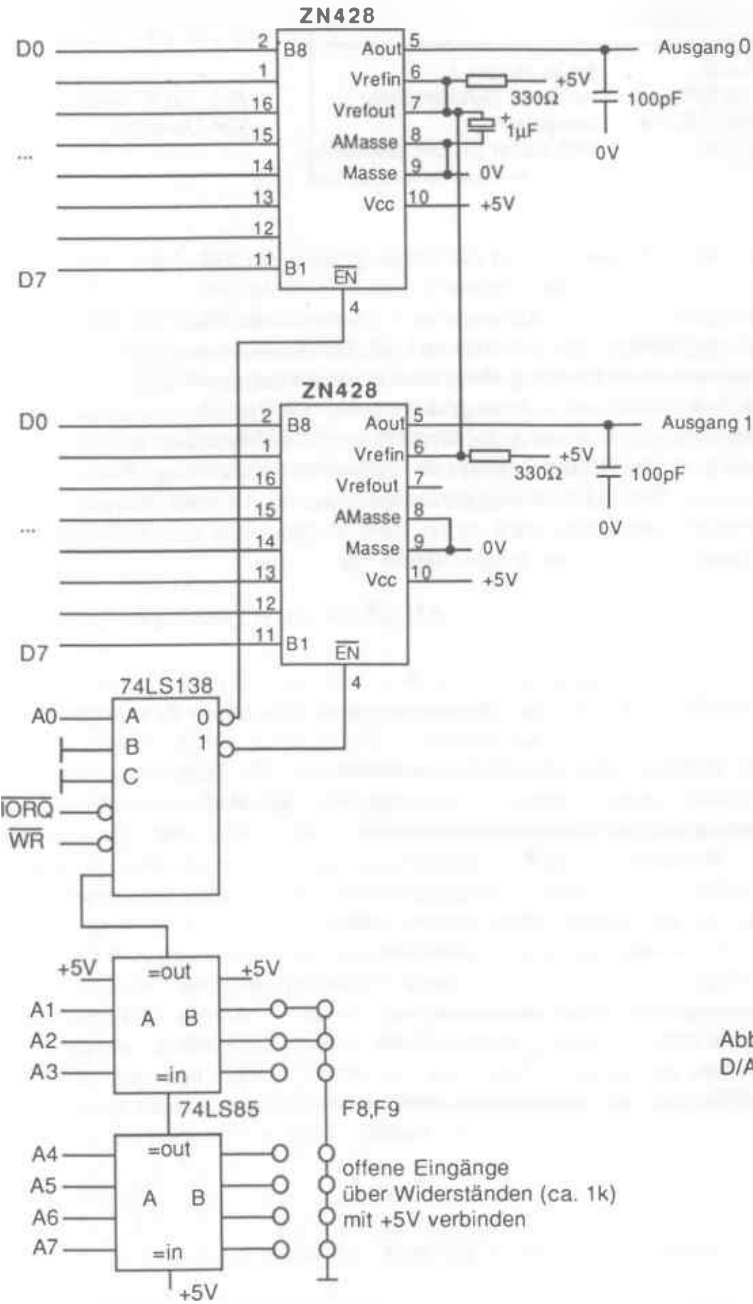 ZN428
D0 2 B8 Aout 5 Ausgang 0
1 Vrefin 6 +5V
330Ω 100pF
16 Vrefout 7 + 1µF
... 15 AMasse 8 0V
14 Masse 9 0V
13 Vcc 10 +5V
12
D7 11 B1 EN
4
ZN428
D0 2 B8 Aout 5 Ausgang 1
1 Vrefin 6 +5V
330Ω 100pF
16 Vrefout 7
... 15 AMasse 8 0V
14 Masse 9 0V
13 Vcc 10 +5V
12
D7 11 B1 EN
4
74LS138
A0 A 0
B 1
C
IORQ
WR
+5V =out +5V
A1 A B
A2
A3 =in
74LS85 F8,F9
A4 =out
A5 A B
A6
A7 =in
+5V
offene Eingänge
über Widerständen (ca. 1k)
mit +5V verbinden
Abb
D/A